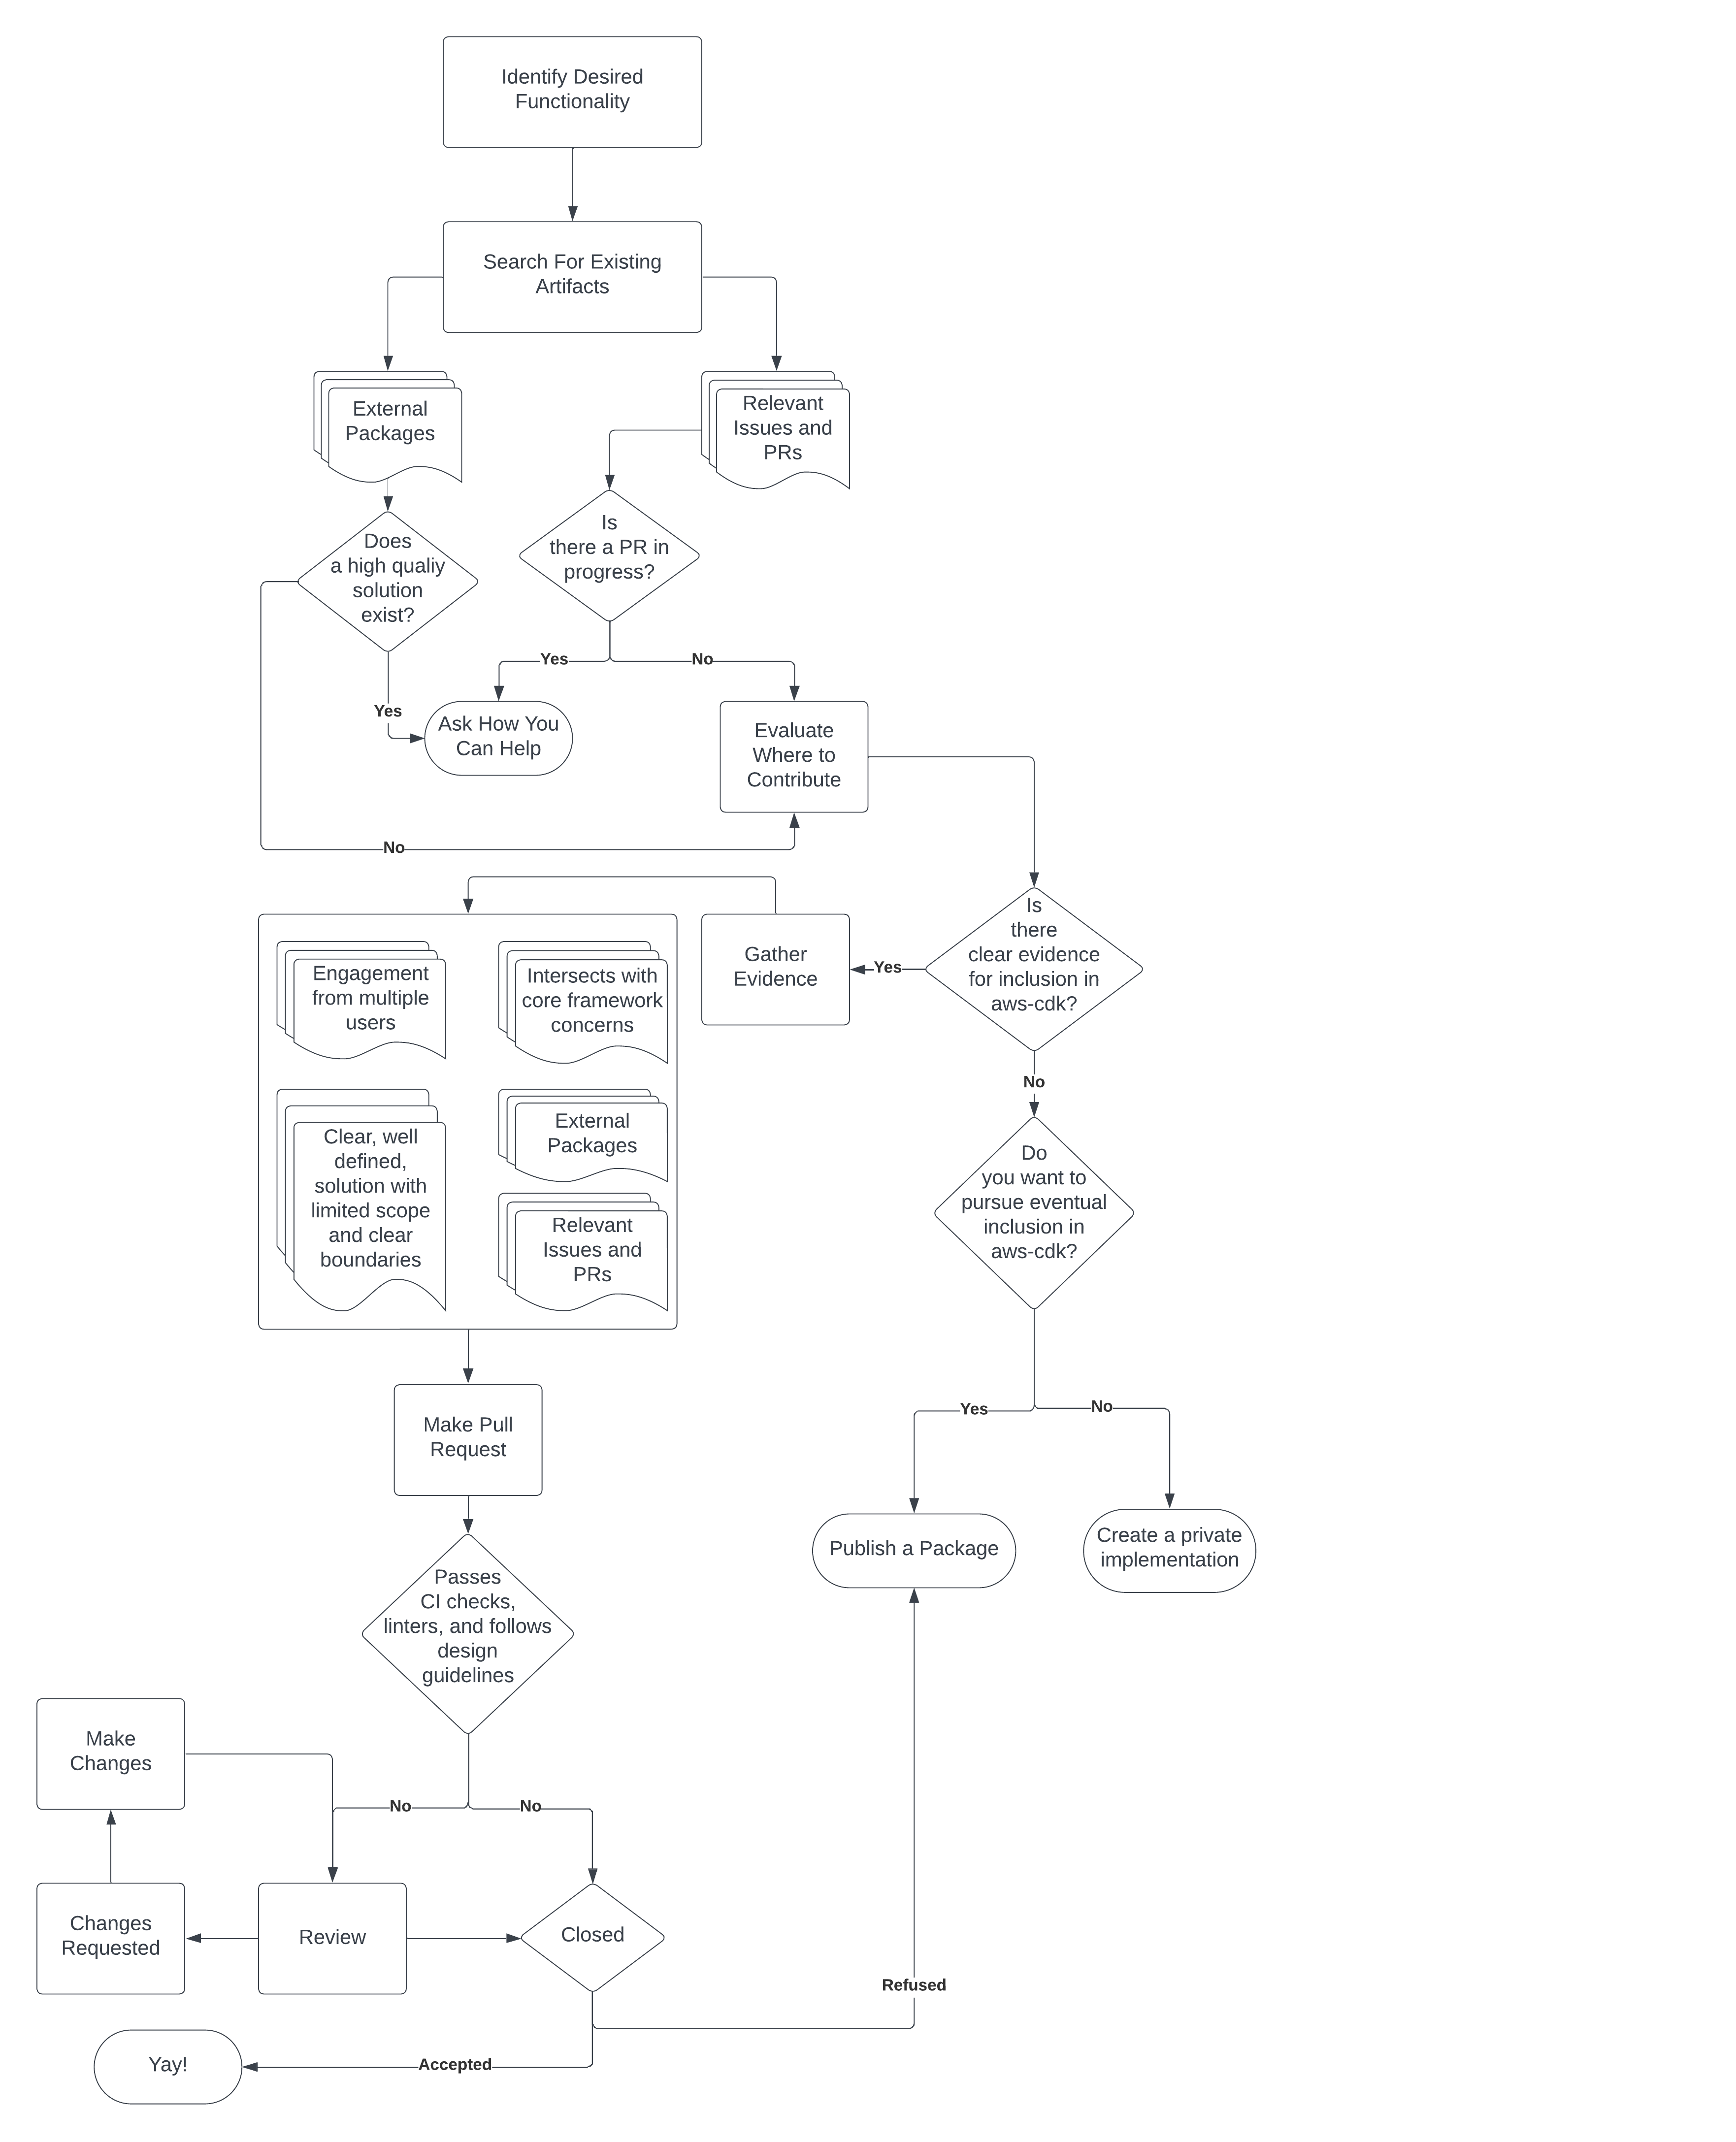 Identify Desired
Functionality
Search For Existing
Artifacts
External
Packages
Relevant
Issues and
PRs
Does
a high qualiy
solution
exist?
Is
there a PR in
progress?
Yes
No
Yes
Ask How You
Can Help
Evaluate
Where to
Contribute
No
Is
there
clear evidence
for inclusion in
aws-cdk?
Yes
Gather
Evidence
No
Engagement
from multiple
users
Intersects with
core framework
concerns
Clear, well
defined,
solution with
limited scope
and clear
boundaries
External
Packages
Relevant
Issues and
PRs
Do
you want to
pursue eventual
inclusion in
aws-cdk?
Yes
No
Make Pull
Request
Publish a Package
Create a private
implementation
Passes
CI checks,
linters, and follows
design
guidelines
Make
Changes
No
No
Changes
Requested
Review
Closed
Refused
Accepted
Yay!